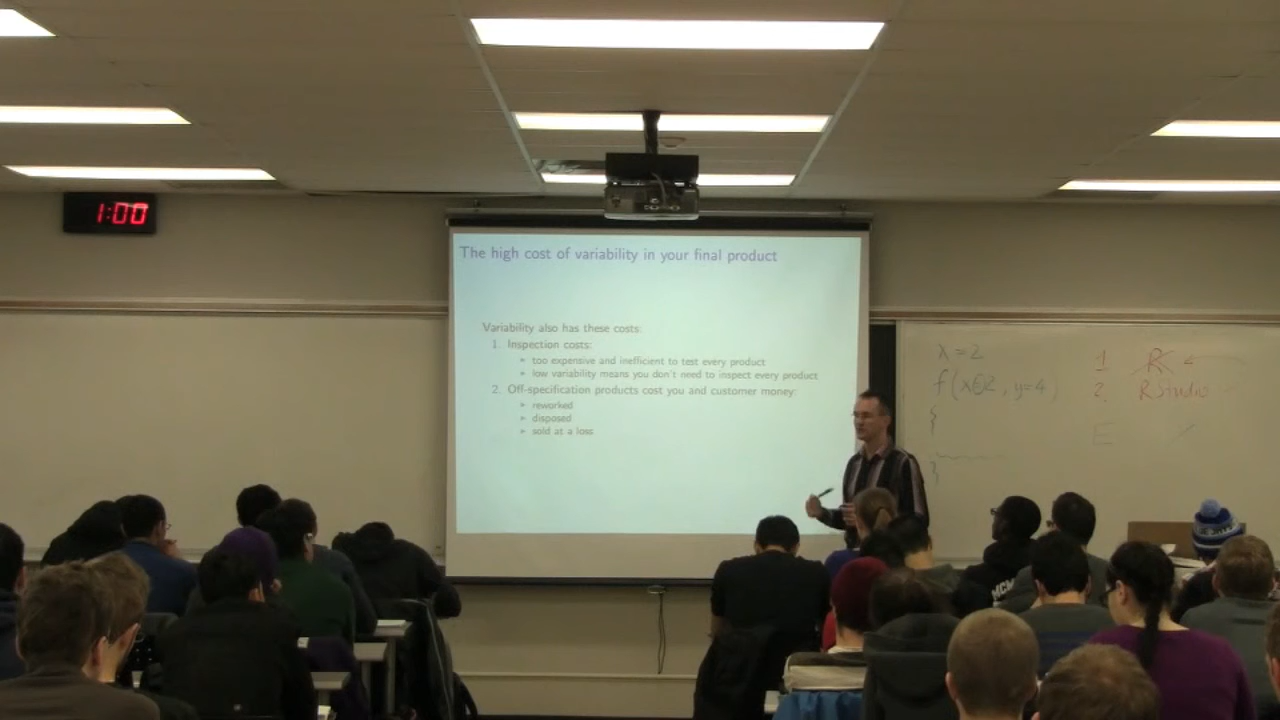 1:00
The high cost of variability in your final product
Variability also has these costs:
1. Inspection costs:
too expensive and inefficient to test every product
low variability means you don't need to inspect every product
2. Off-specification products cost you and customer money:
reworked
disposed
sold at a loss
x = 2
f(x@2, y=4)
{
}
1 R
2. RStudio
E